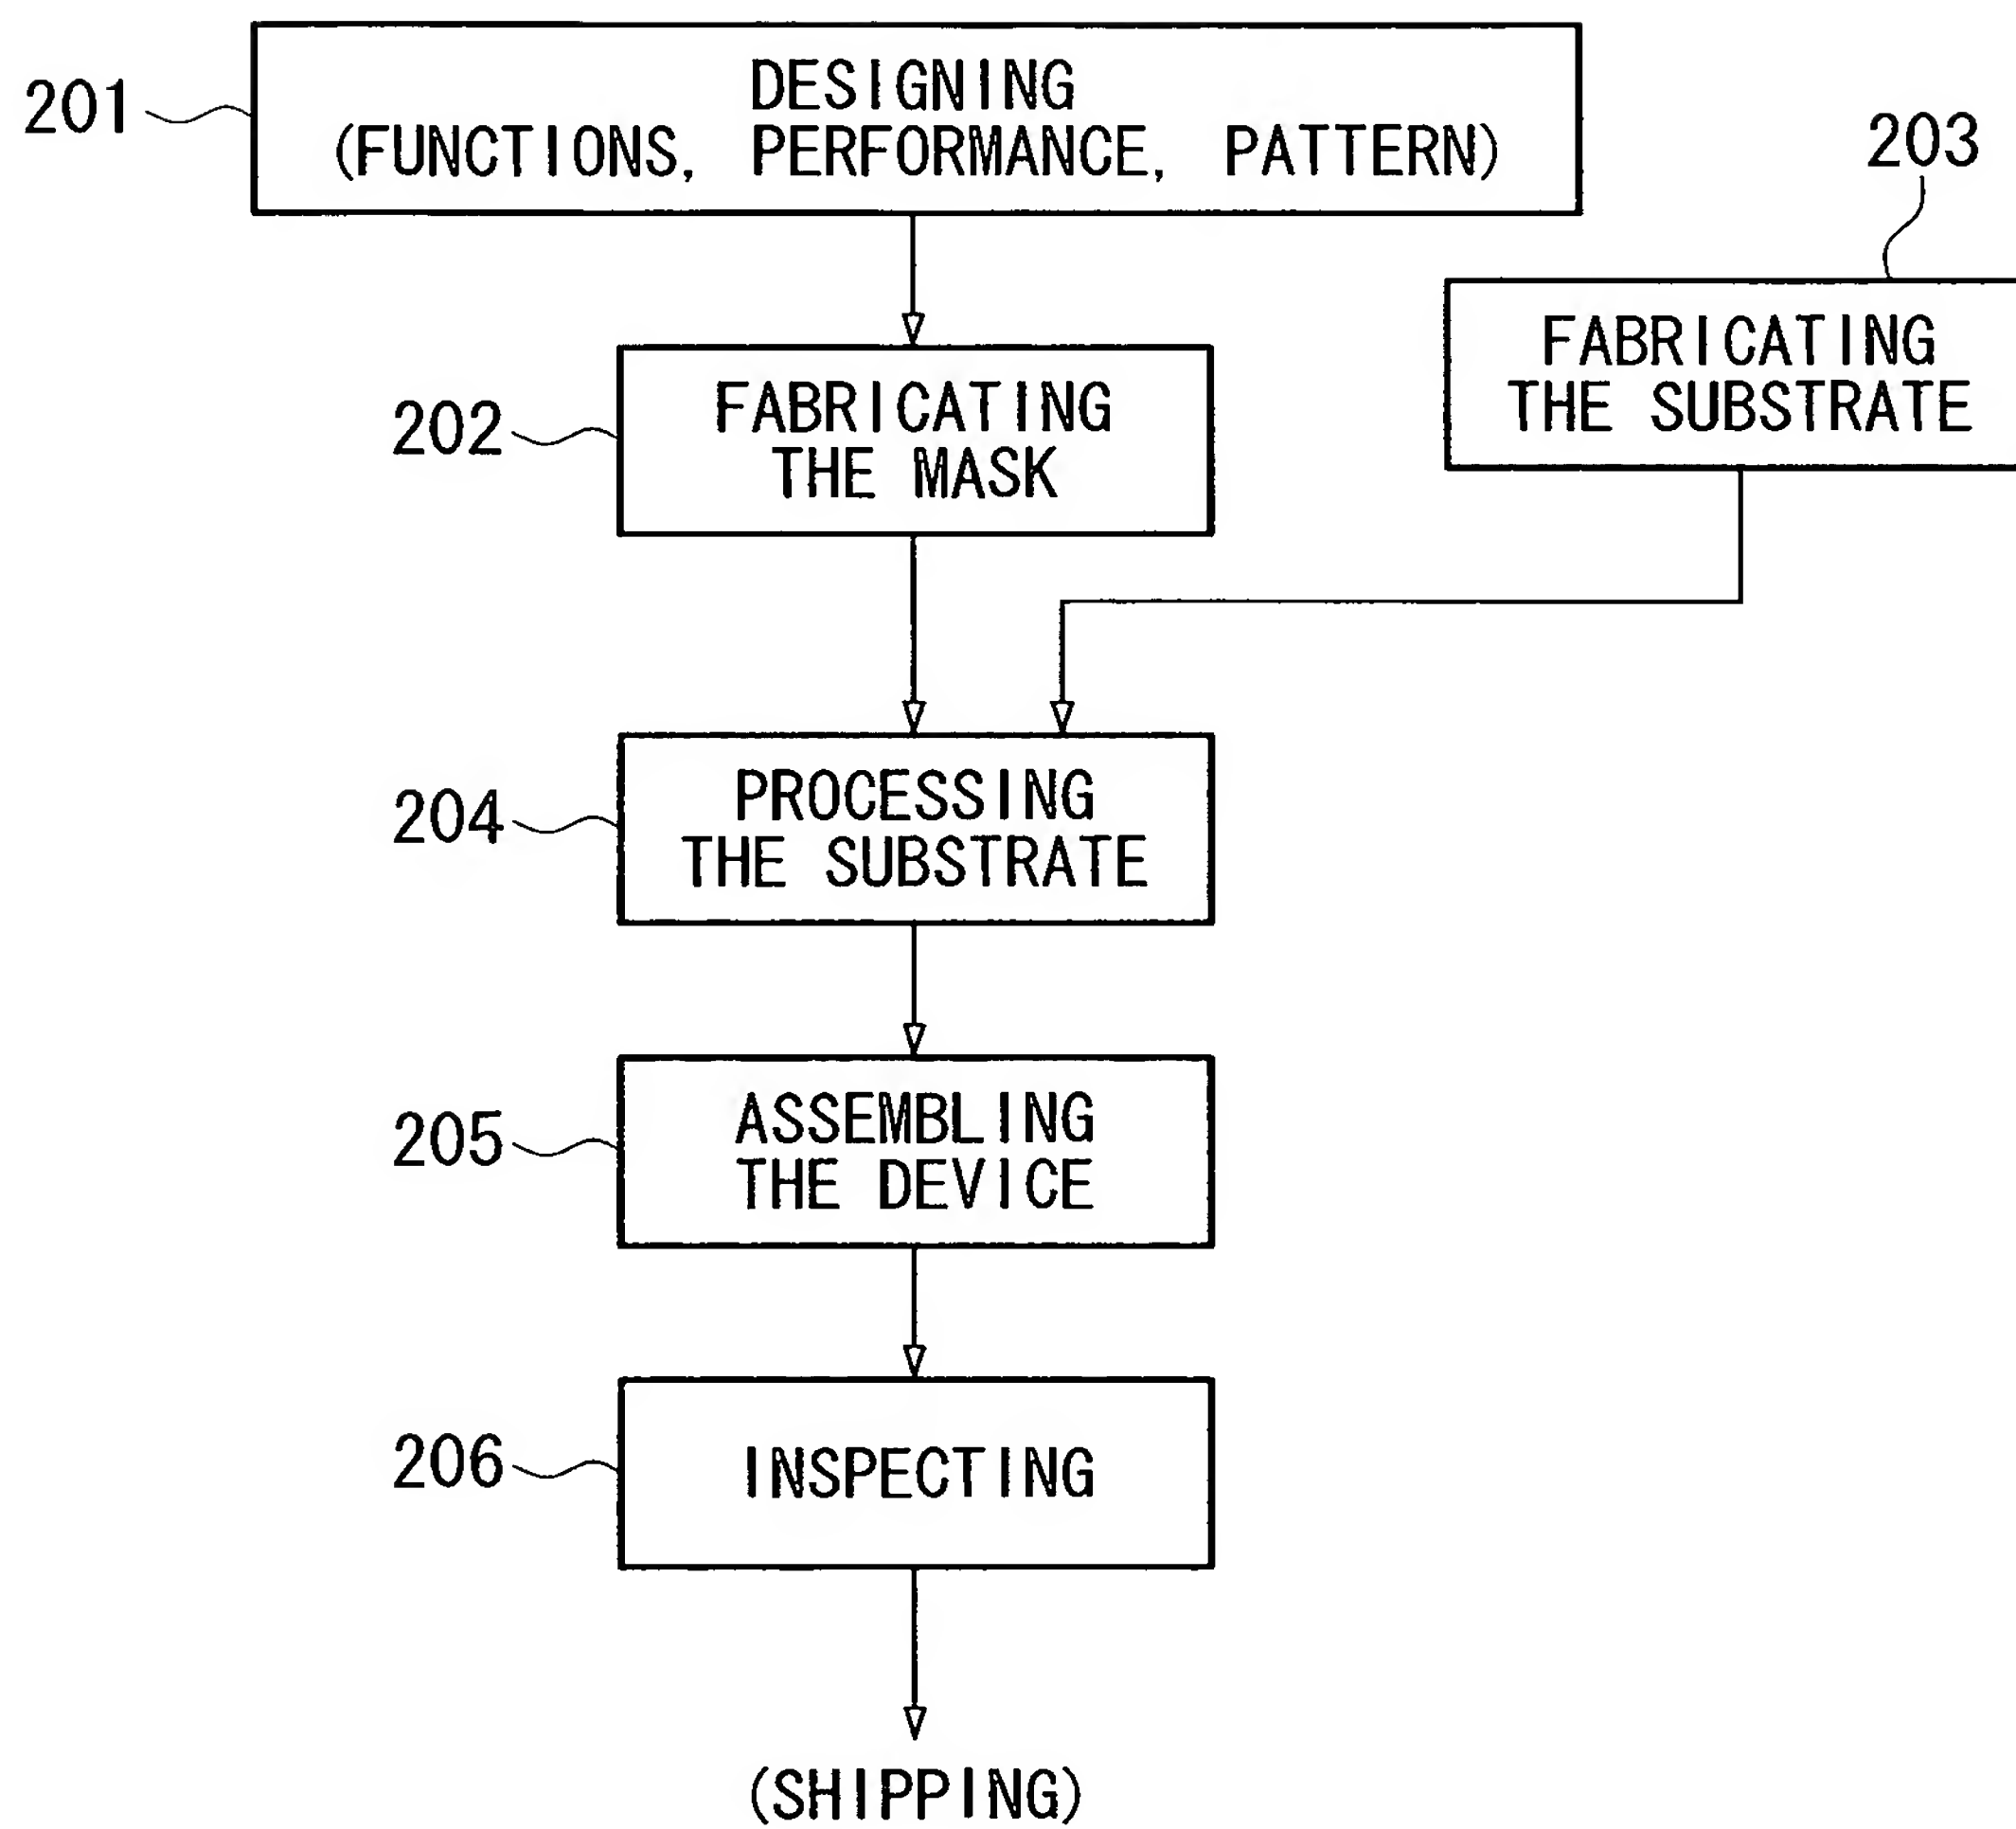 201
DESIGNING
(FUNCTIONS, PERFORMANCE, PATTERN)
203
FABRICATING
THE SUBSTRATE
202
FABRICATING
THE MASK
204
PROCESSING
THE SUBSTRATE
205
ASSEMBLING
THE DEVICE
206
INSPECTING
(SHIPPING)